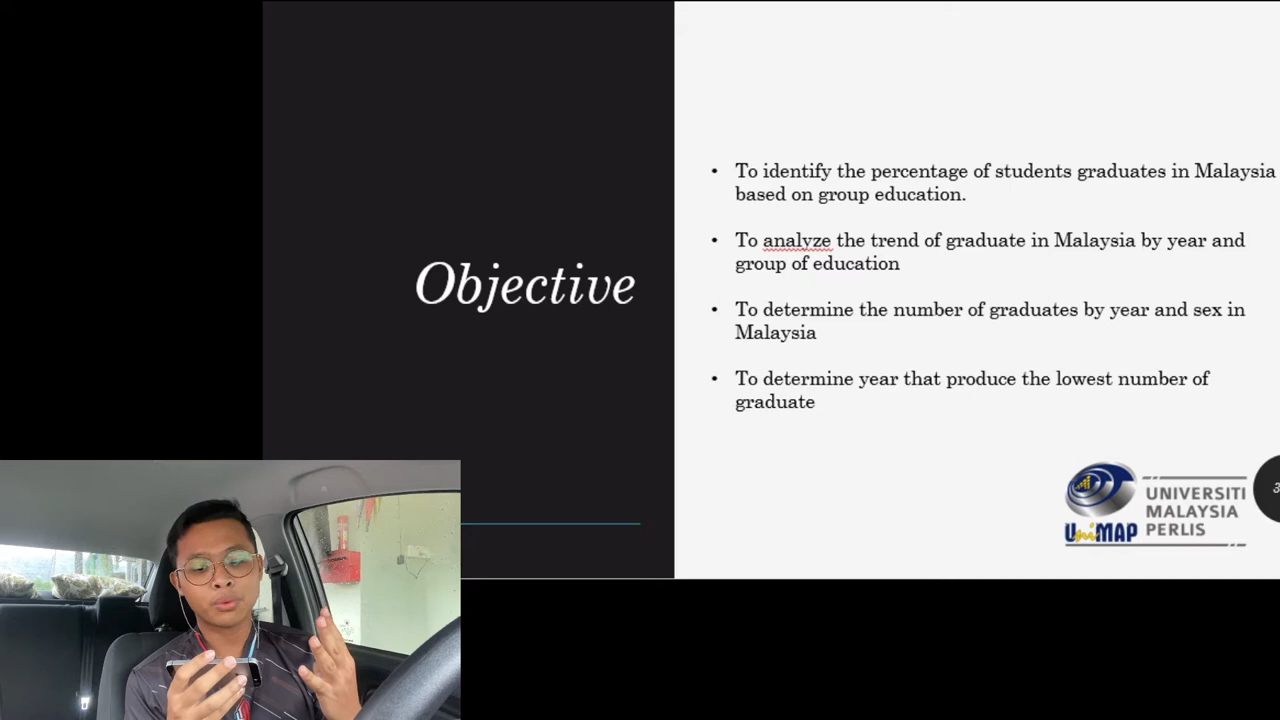 Objective
• To identify the percentage of students graduates in Malaysia
based on group education.
• To analyze the trend of graduate in Malaysia by year and
group of education
• To determine the number of graduates by year and sex in
Malaysia
• To determine year that produce the lowest number of
graduate
UniMAP
UNIVERSITI
MALAYSIA
PERLIS
3